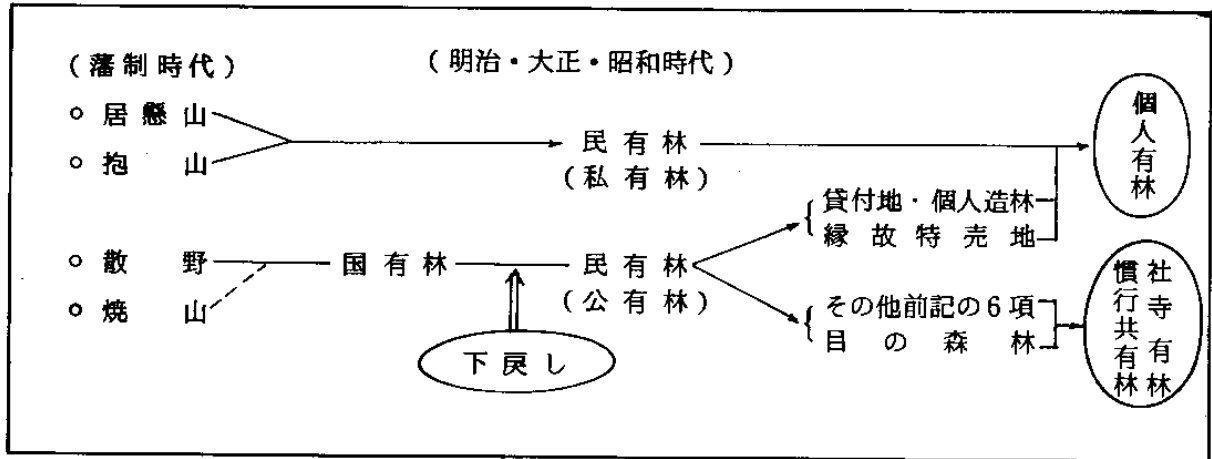 (藩制時代)
(明治・大正・昭和時代)
○ 居懸山
○ 抱山
民有林
(私有林)
個人有林
貸付地・個人造林
縁故特売地
○ 散野
○ 焼山
国有林
民有林
(公有林)
下戻し
その他前記の6項
目の森林
社寺有林
慣行共有林